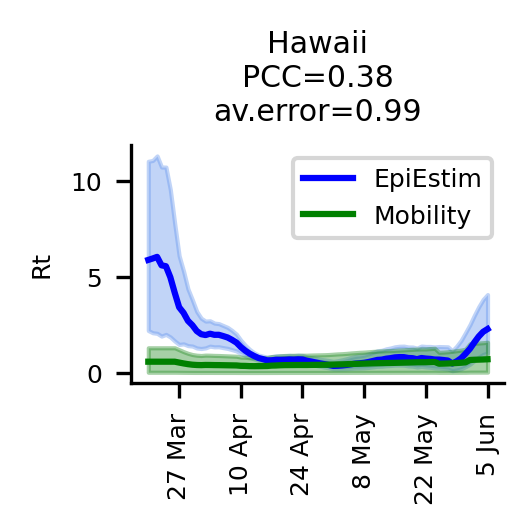 Hawaii
PCC=0.38
av.error=0.99
EpiEstim
Mobility
Rt
10
5
0
27 Mar
10 Apr
24 Apr
8 May
22 May
5 Jun